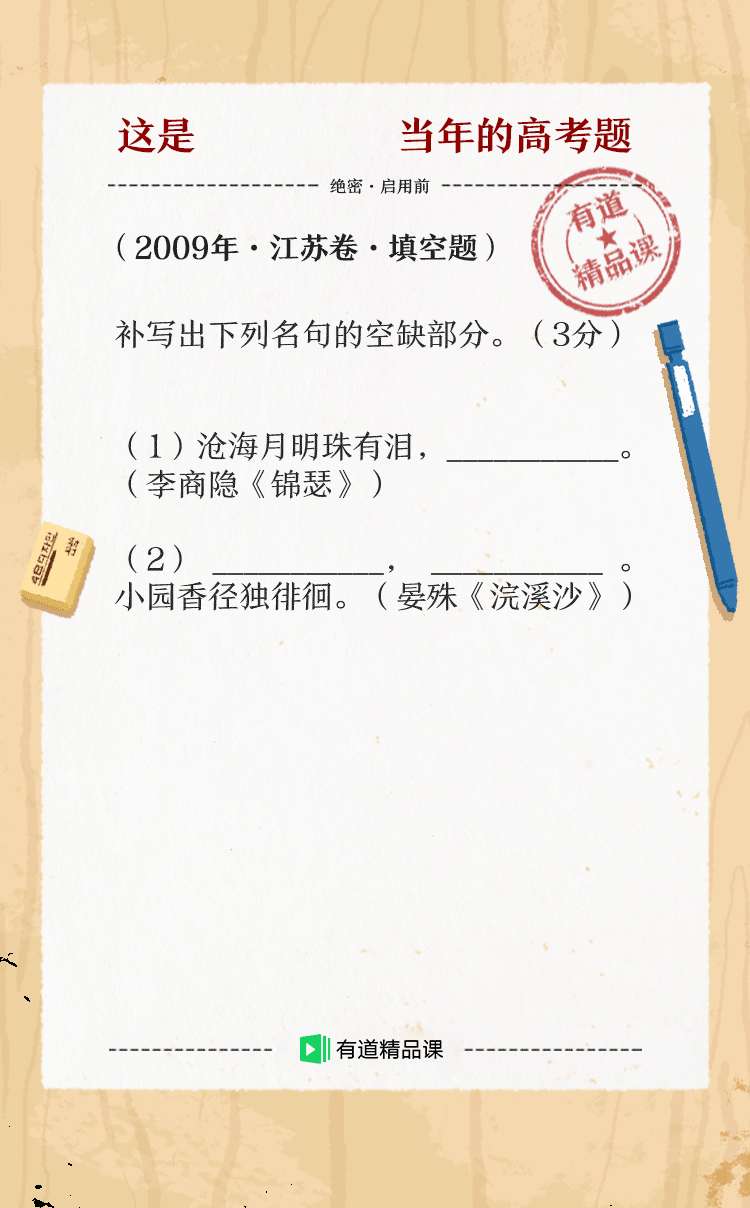 这是 当年的高考题
绝密·启用前
有道
精品课
（2009年·江苏卷·填空题）
补写出下列名句的空缺部分。（3分）
（1）沧海月明珠有泪，___________。
（李商隐《锦瑟》）
（2）___________，___________。
小园香径独徘徊。（晏殊《浣溪沙》）
有道精品课